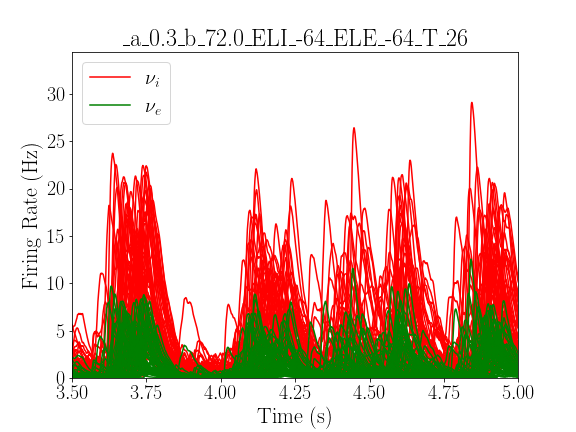 _a_0.3_b_72.0_ELI_-64_ELE_-64_T_26
ν_i
ν_e
Firing Rate (Hz)
30
25
20
15
10
5
0
3.50 3.75 4.00 4.25 4.50 4.75 5.00
Time (s)